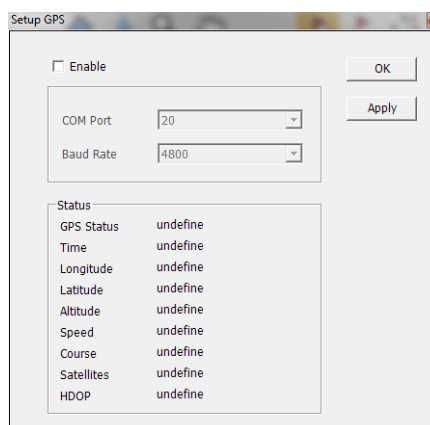 Setup GPS
Enable
OK
Apply
COM Port 20
Baud Rate 4800
Status
GPS Status undefine
Time undefine
Longitude undefine
Latitude undefine
Altitude undefine
Speed undefine
Course undefine
Satellites undefine
HDOP undefine